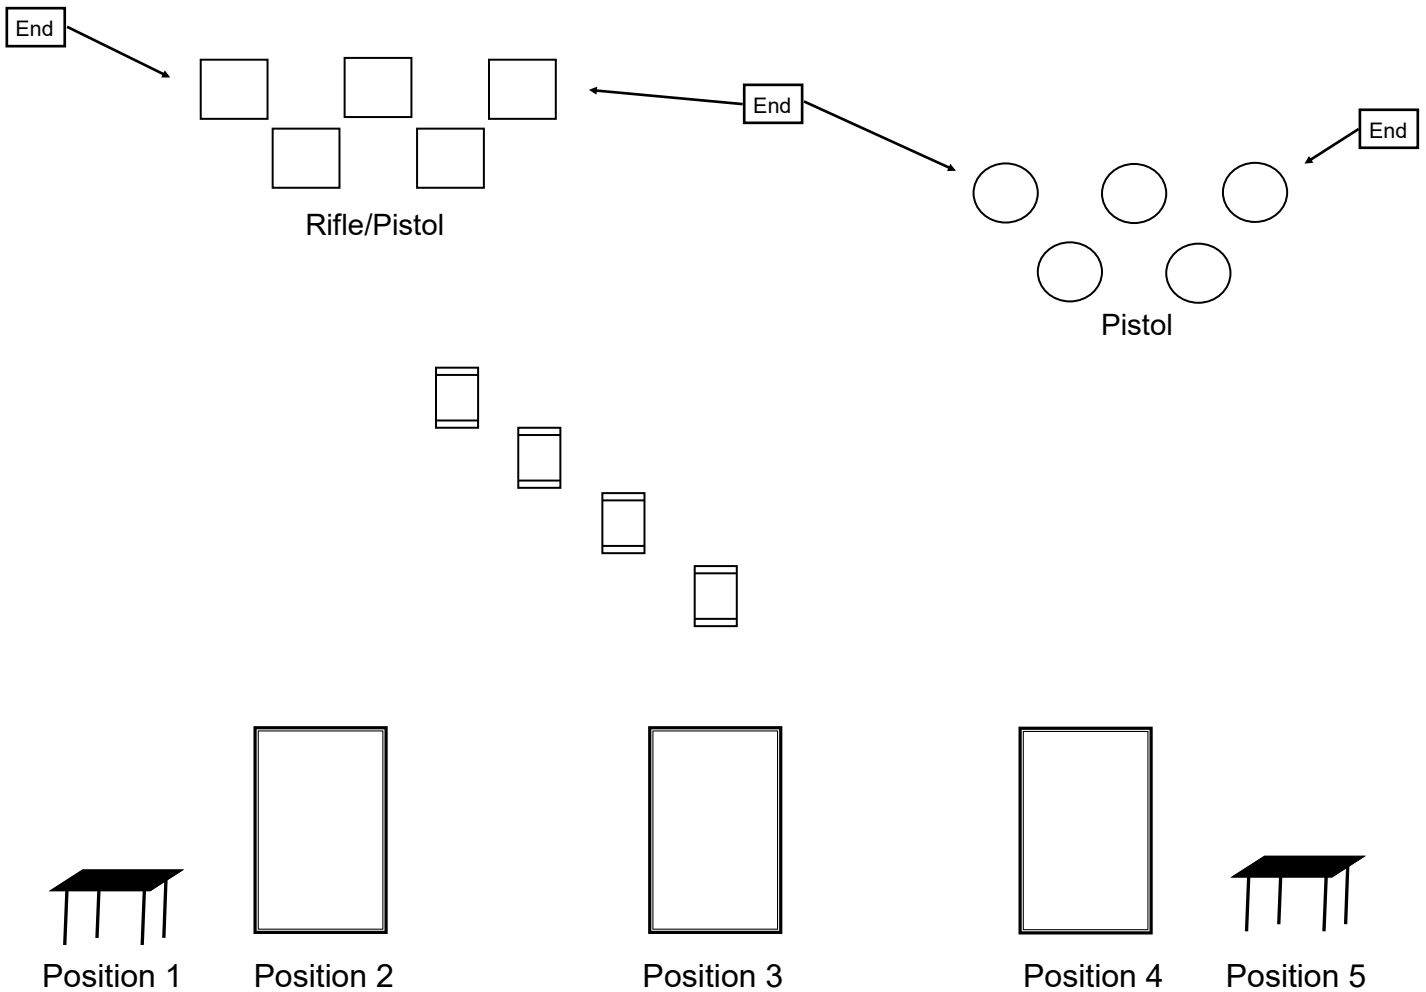 End
End
End
Rifle/Pistol
Pistol
Position 1
Position 2
Position 3
Position 4
Position 5